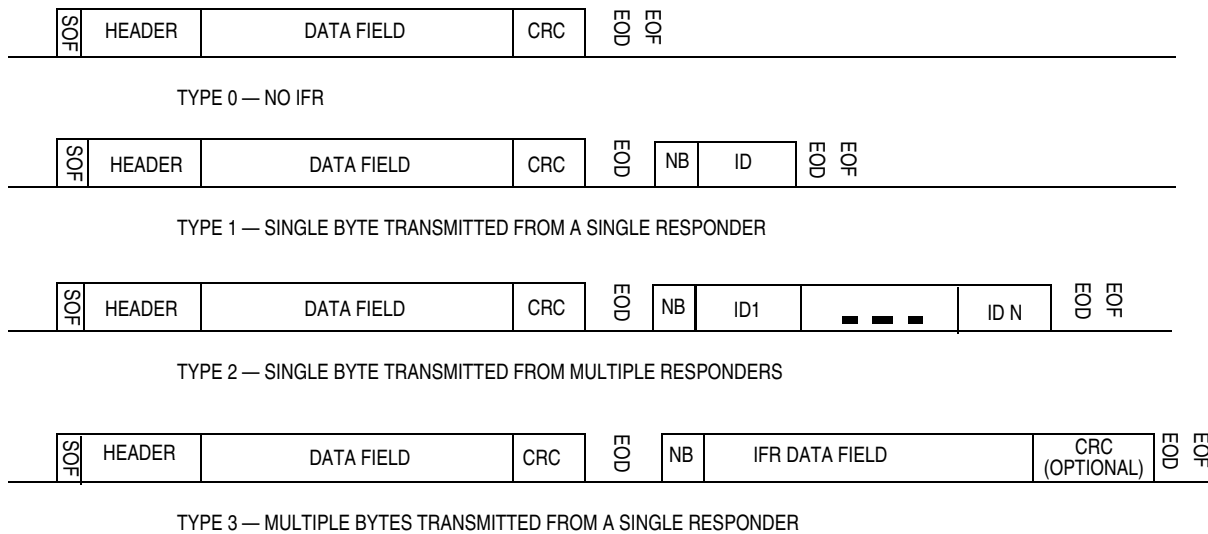 SOF HEADER DATA FIELD CRC EOD EOF
TYPE 0 — NO IFR
SOF HEADER DATA FIELD CRC EOD NB ID EOD EOF
TYPE 1 — SINGLE BYTE TRANSMITTED FROM A SINGLE RESPONDER
SOF HEADER DATA FIELD CRC EOD NB ID1 ID N EOD EOF
TYPE 2 — SINGLE BYTE TRANSMITTED FROM MULTIPLE RESPONDERS
SOF HEADER DATA FIELD CRC EOD NB IFR DATA FIELD CRC (OPTIONAL) EOD EOF
TYPE 3 — MULTIPLE BYTES TRANSMITTED FROM A SINGLE RESPONDER